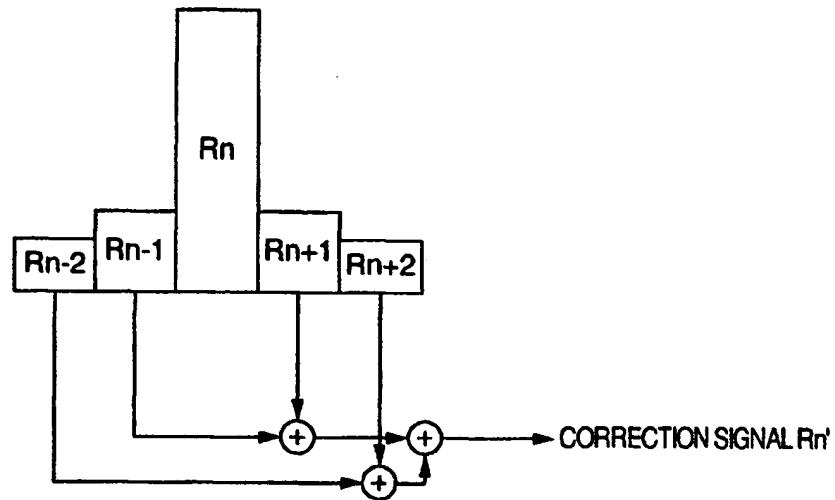 Rn
Rn-1
Rn+1
Rn-2
Rn+2
+
+
CORRECTION SIGNAL Rn'
+